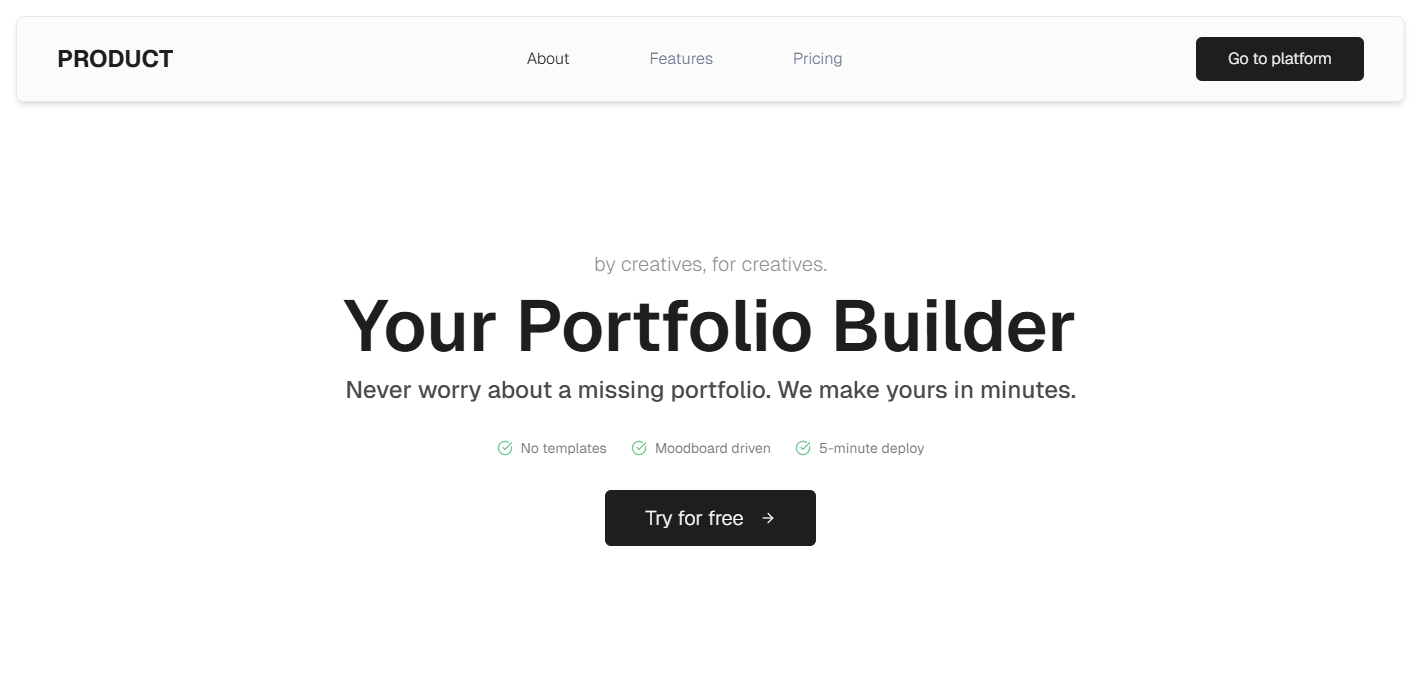 PRODUCT
About
Features
Pricing
Go to platform
by creatives, for creatives.
Your Portfolio Builder
Never worry about a missing portfolio. We make yours in minutes.
No templates
Moodboard driven
5-minute deploy
Try for free →